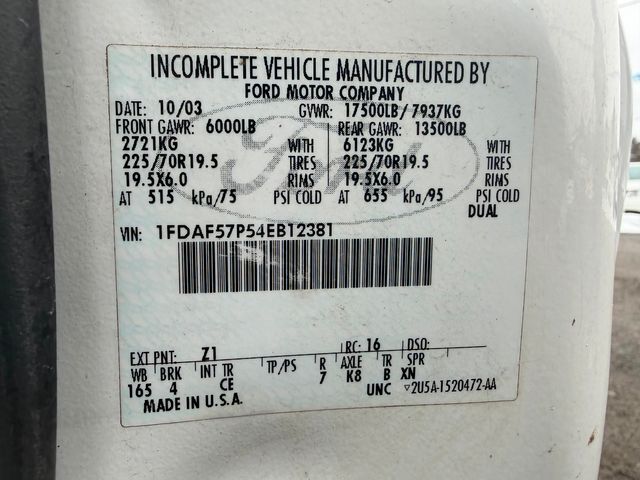 INCOMPLETE VEHICLE MANUFACTURED BY
FORD MOTOR COMPANY
DATE: 10/03 GVWR: 17500LB/ 7937KG
FRONT GAWR: 6000LB REAR GAWR: 13500LB
2721KG WITH 6123KG WITH
225/70R19.5 TIRES 225/70R19.5 TIRES
19.5X6.0 RIMS 19.5X6.0 RIMS
AT 515 kPa/75 PSI COLD AT 655 kPa/95 PSI COLD
DUAL
Ford
VIN: 1FDAF57P54EB12381
EXT PNT: Z1 RC: 16 DSO:
WB BRK INT TR TP/PS R AXLE TR SPR
165 4 CE 7 K8 B XN
MADE IN U.S.A. UNC 2U5A-1520472-AA